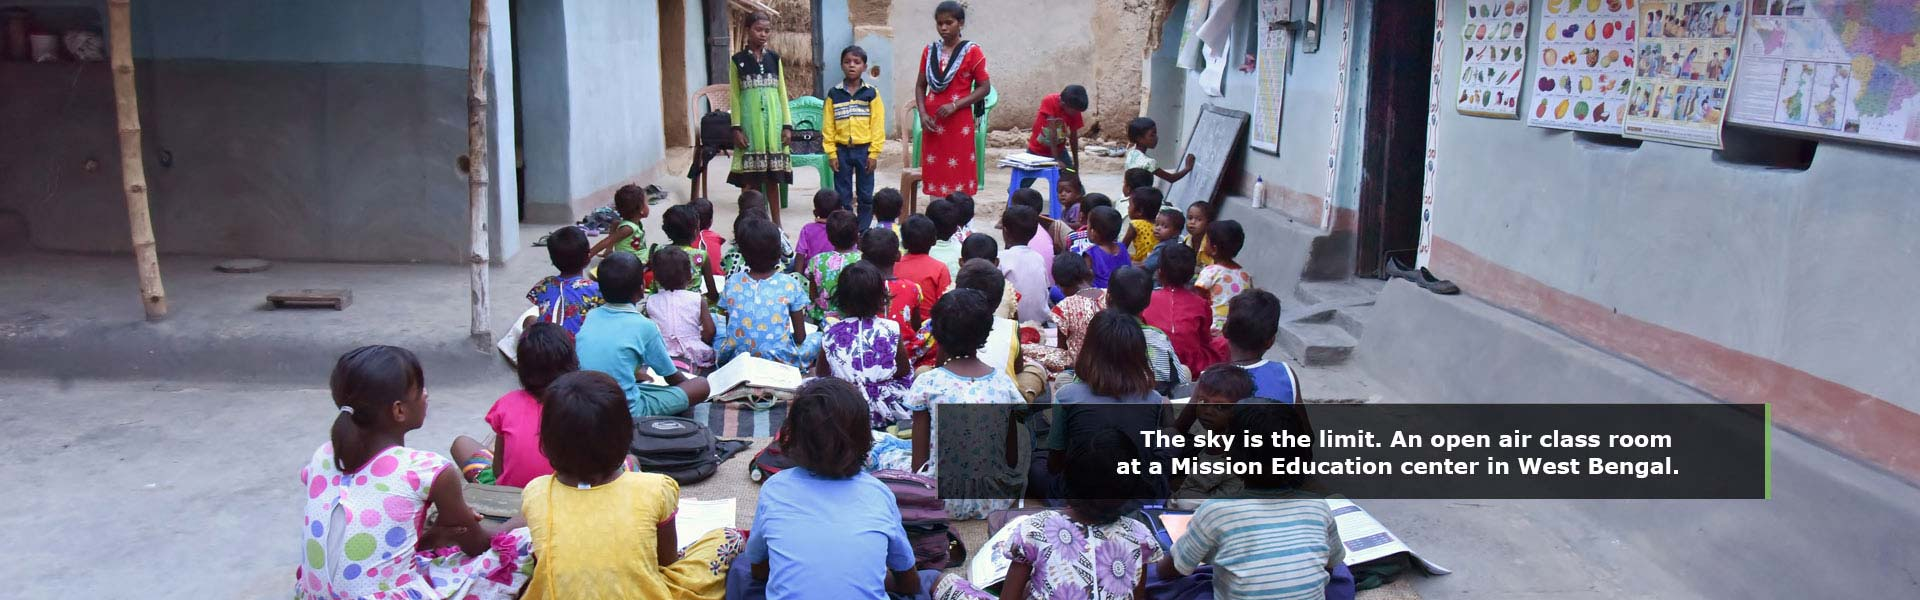 The sky is the limit. An open air class room
at a Mission Education center in West Bengal.